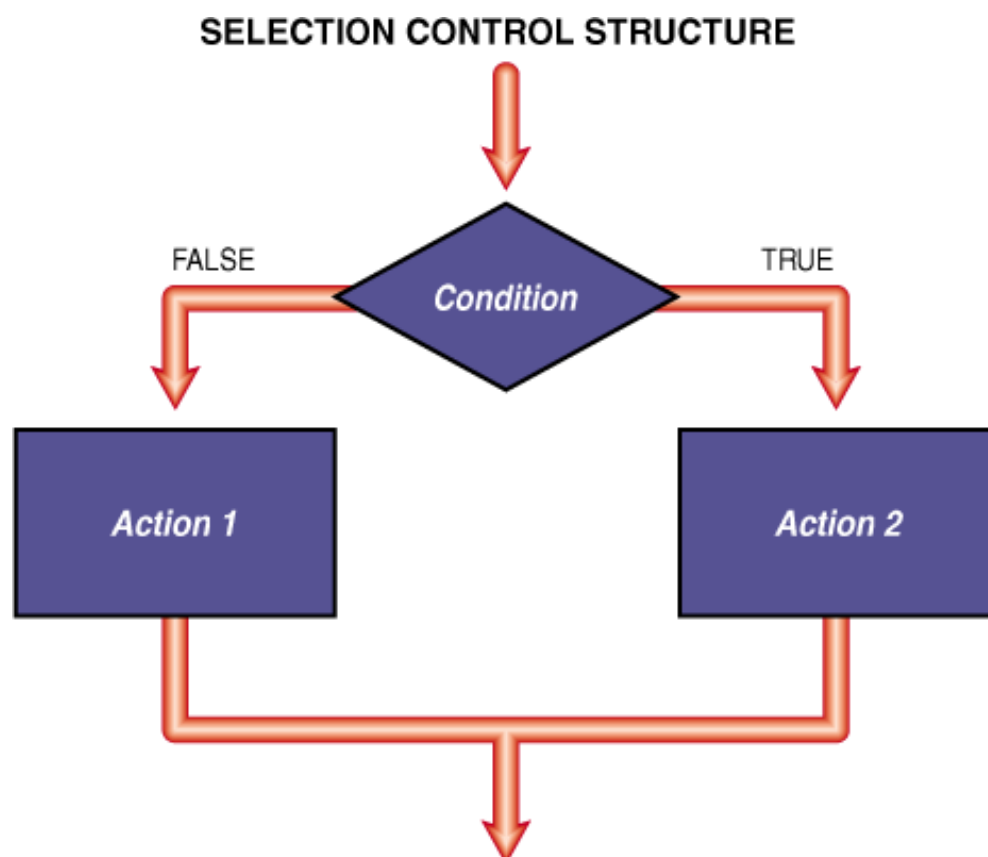 SELECTION CONTROL STRUCTURE
FALSE
TRUE
Condition
Action 1
Action 2